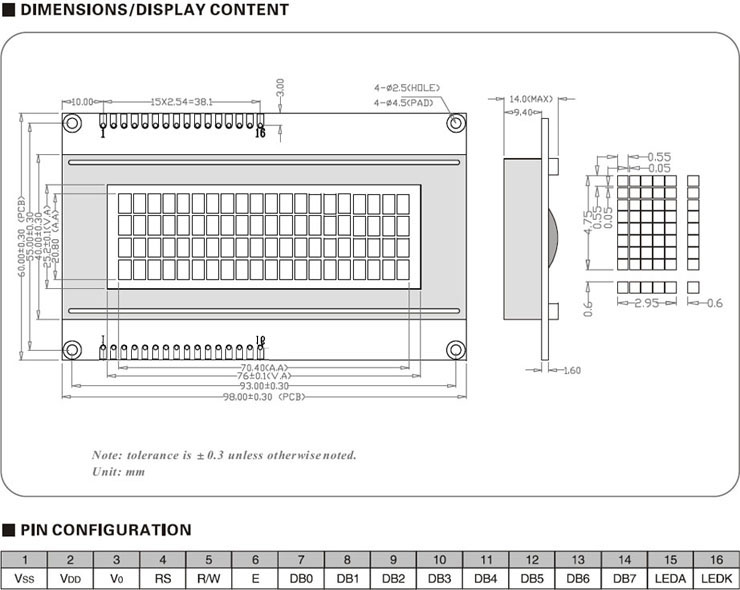 ■ DIMENSIONS/DISPLAY CONTENT
10.00
15X2.54=38.1
3.00
4-ø2.5(HOLE)
4-ø4.5(PAD)
14.0(MAX)
9.40
1 16
0.55
0.05
60.00±0.30 (PCB)
55.00±0.30
40.00±0.30
25.2±0.1(V.A)
20.80 (A.A)
4.75
0.55
0.05
0.6
2.95
0.6
1
70.40(A.A)
76±0.1(V.A)
93.00±0.30
98.00±0.30 (PCB)
1.60
Note: tolerance is ± 0.3 unless otherwise noted.
Unit: mm
■ PIN CONFIGURATION
1 2 3 4 5 6 7 8 9 10 11 12 13 14 15 16
VSS VDD V0 RS R/W E DB0 DB1 DB2 DB3 DB4 DB5 DB6 DB7 LEDA LEDK